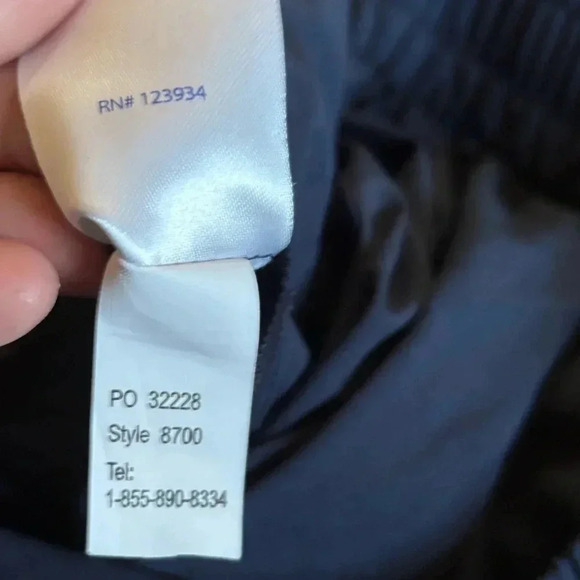 RN# 123934
PO 32228
Style 8700
Tel:
1-855-890-8334